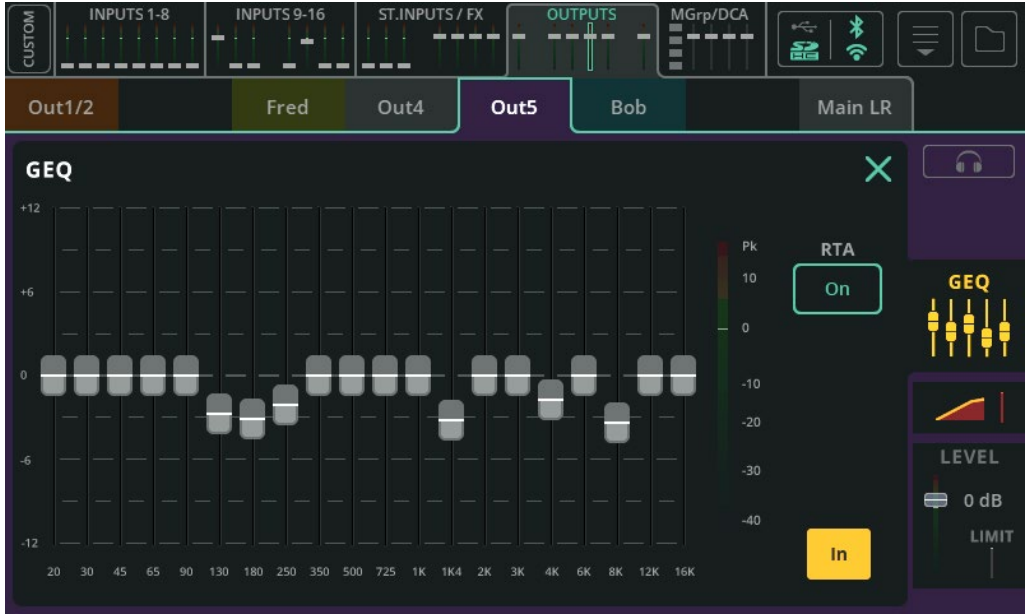 CUSTOM
INPUTS 1-8
INPUTS 9-16
ST.INPUTS / FX
OUTPUTS
MGrp/DCA
SD
HC
Out1/2
Fred
Out4
Out5
Bob
Main LR
GEQ
+12
+6
0
-6
-12
20 30 45 65 90 130 180 250 350 500 725 1K 1K4 2K 3K 4K 6K 8K 12K 16K
Pk
10
0
-10
-20
-30
-40
RTA
On
In
GEQ
LEVEL
0 dB
LIMIT